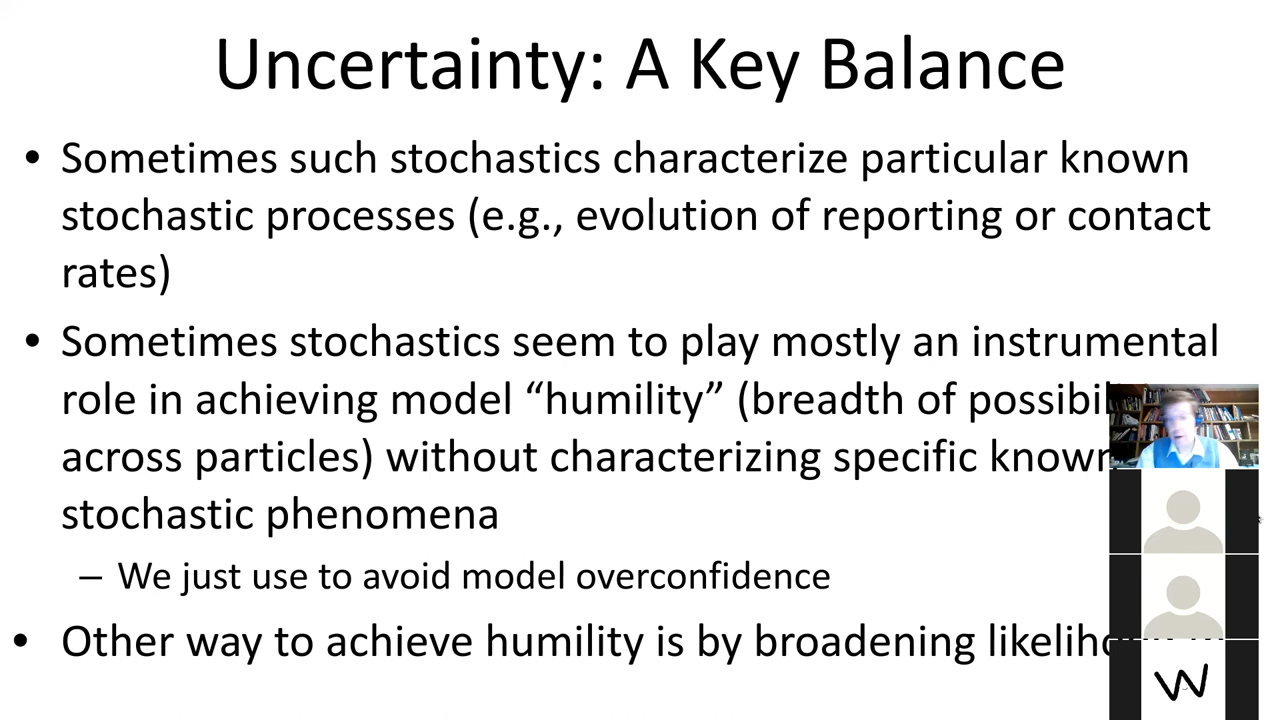 Uncertainty: A Key Balance
• Sometimes such stochastics characterize particular known
stochastic processes (e.g., evolution of reporting or contact
rates)
• Sometimes stochastics seem to play mostly an instrumental
role in achieving model “humility” (breadth of
across particles) without characterizing specific known
stochastic phenomena
– We just use to avoid model overconfidence
• Other way to achieve humility is by broadening
W